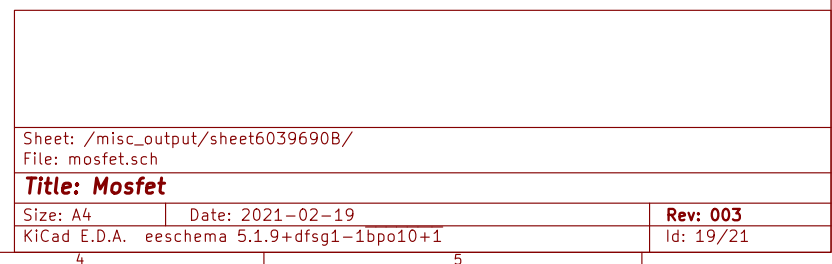 Sheet: /misc_output/sheet6039690B/
File: mosfet.sch
Title: Mosfet
Size: A4 Date: 2021-02-19 Rev: 003
KiCad E.D.A. eeschema 5.1.9+dfsg1-1bpo10+1 Id: 19/21
4 5